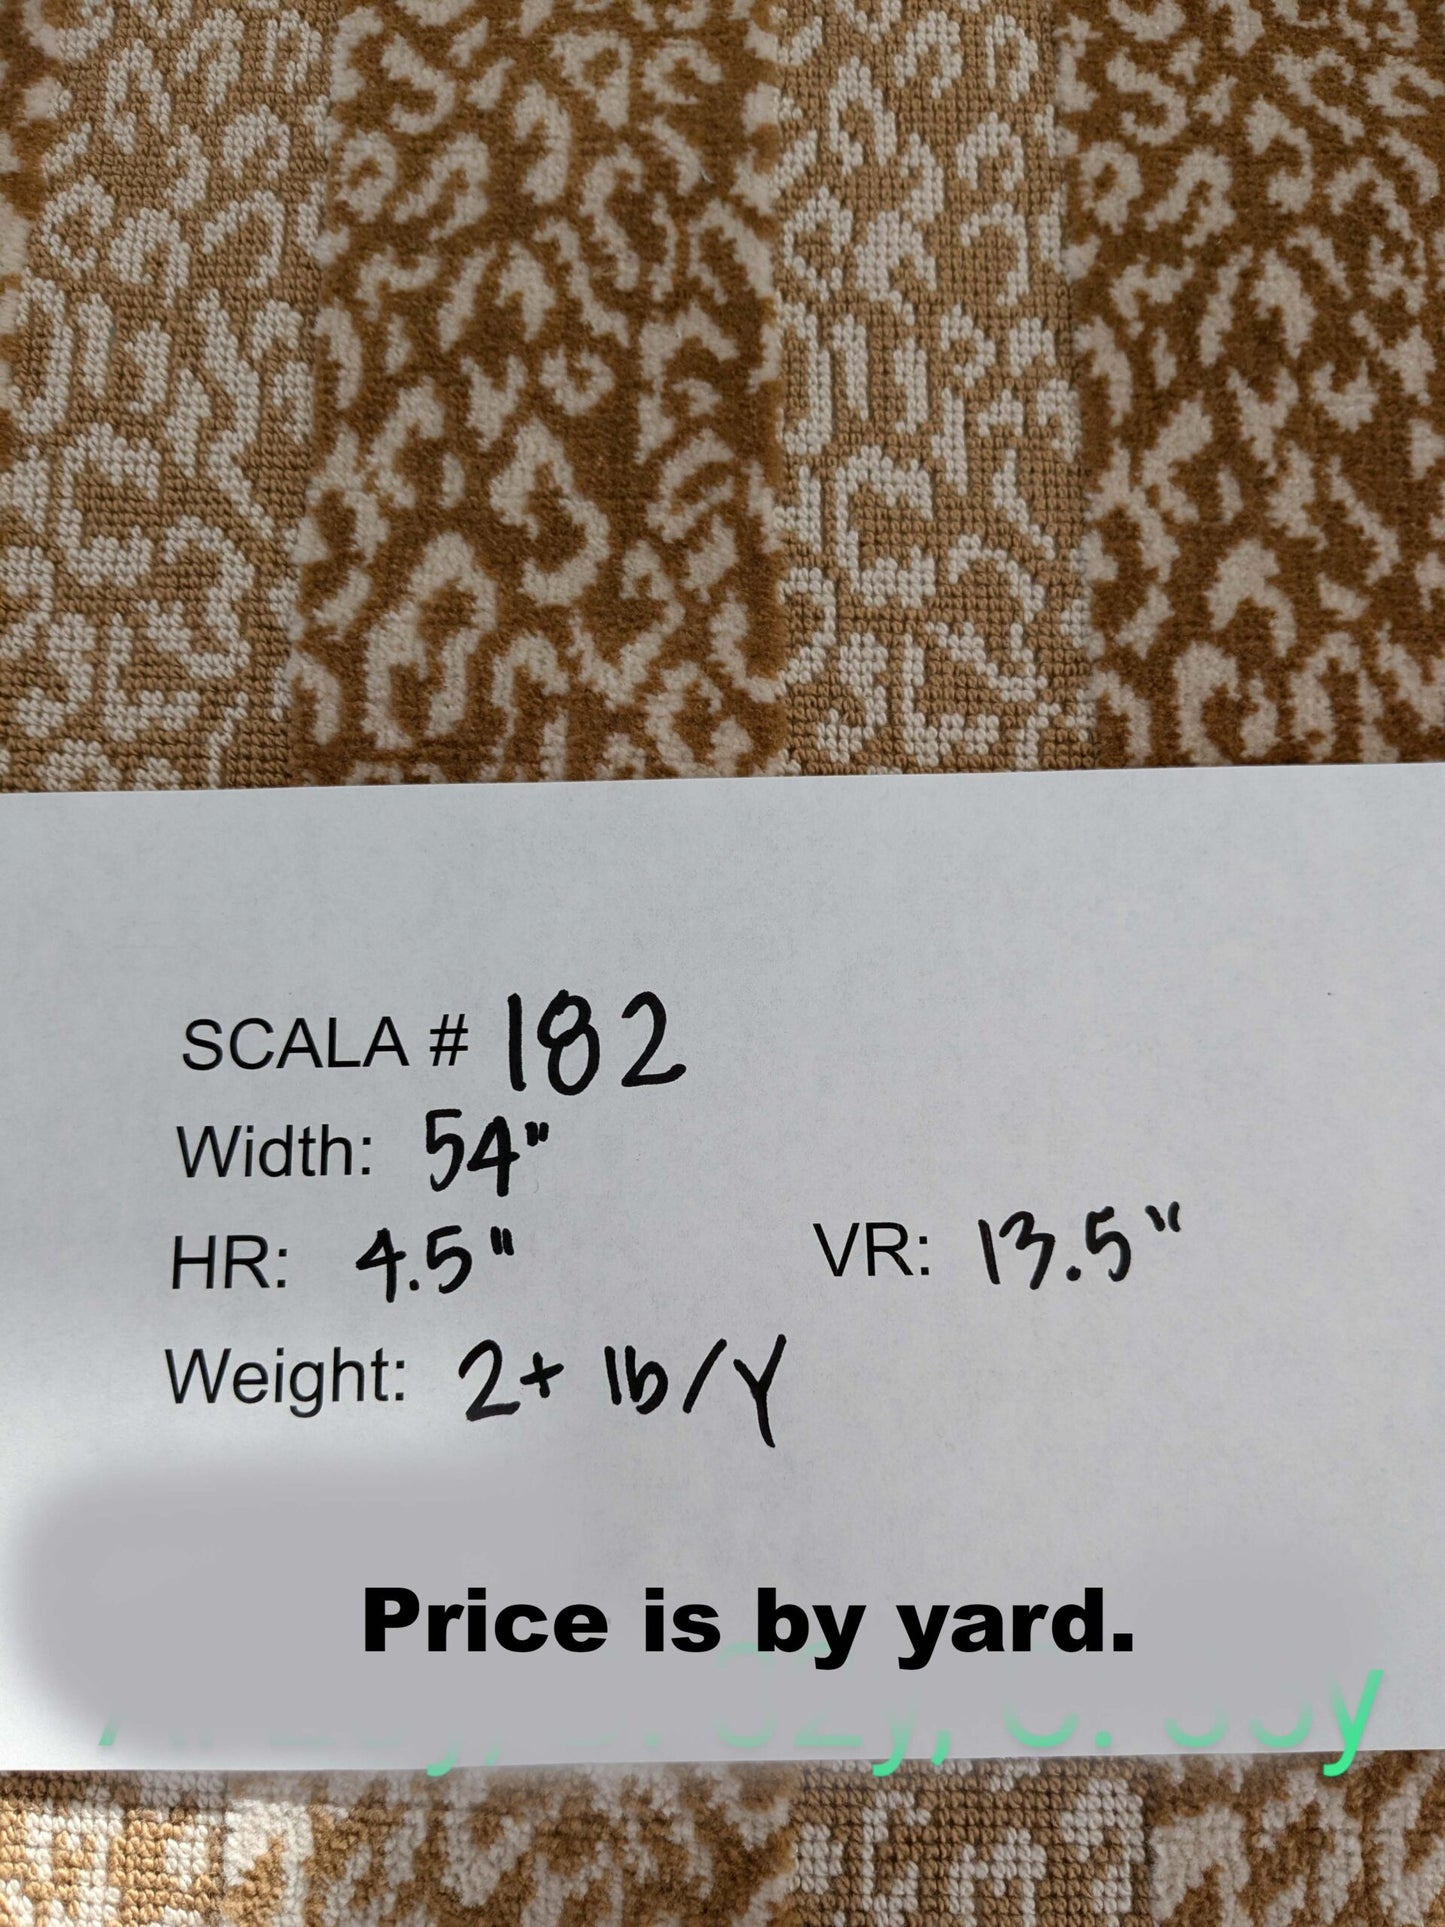 SCALA # 182
Width: 54"
HR: 4.5" VR: 13.5"
Weight: 2+ lb/Y
Price is by yard.